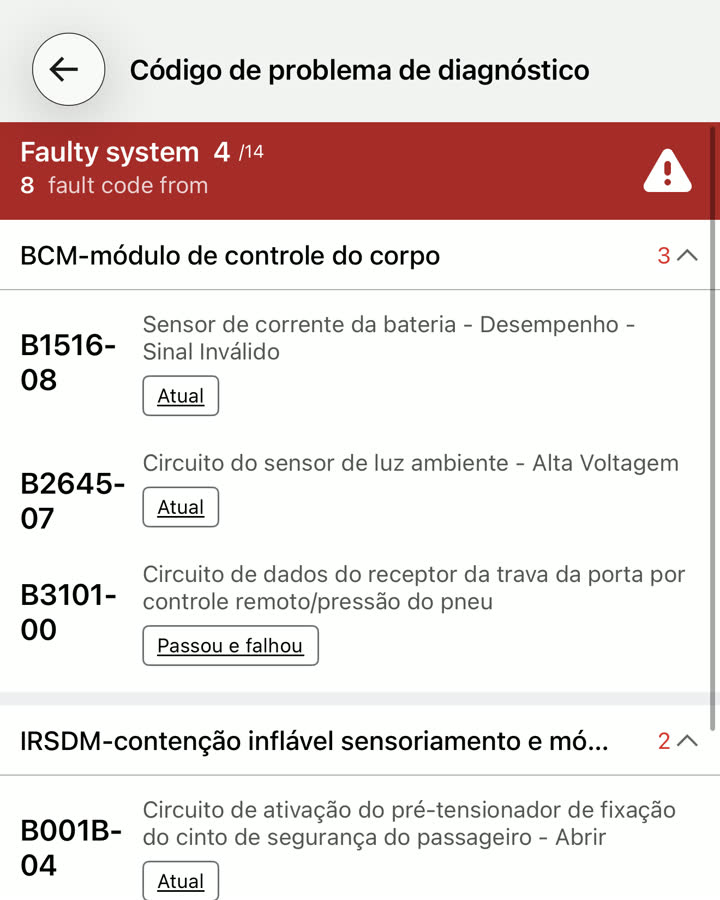 Código de problema de diagnóstico
Faulty system 4 /14
8 fault code from
BCM-módulo de controle do corpo 3
B1516-08
Sensor de corrente da bateria - Desempenho -
Sinal Inválido
Atual
B2645-07
Circuito do sensor de luz ambiente - Alta Voltagem
Atual
B3101-00
Circuito de dados do receptor da trava da porta por
controle remoto/pressão do pneu
Passou e falhou
IRSDM-contenção inflável sensoriamento e mó... 2
B001B-04
Circuito de ativação do pré-tensionador de fixação
do cinto de segurança do passageiro - Abrir
Atual